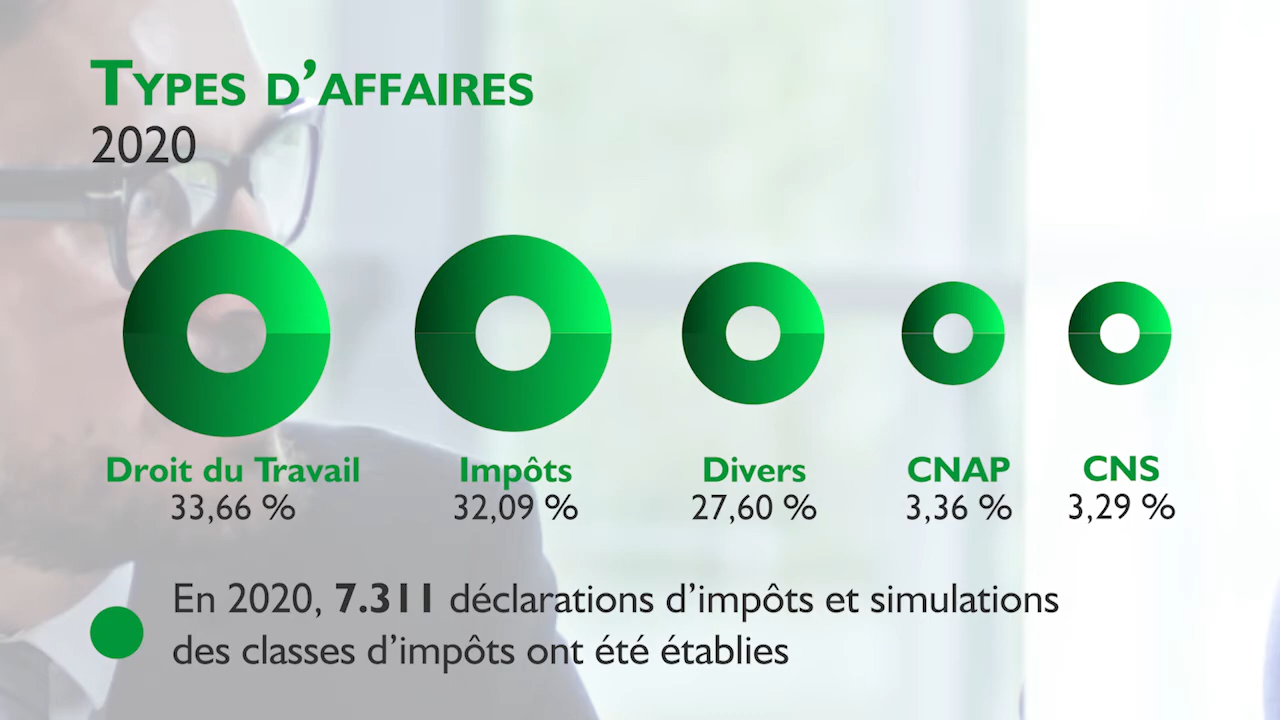 Types d’affaires
2020
Droit du Travail
33,66 %
Impôts
32,09 %
Divers
27,60 %
CNAP
3,36 %
CNS
3,29 %
En 2020, 7.311 déclarations d’impôts et simulations
des classes d’impôts ont été établies